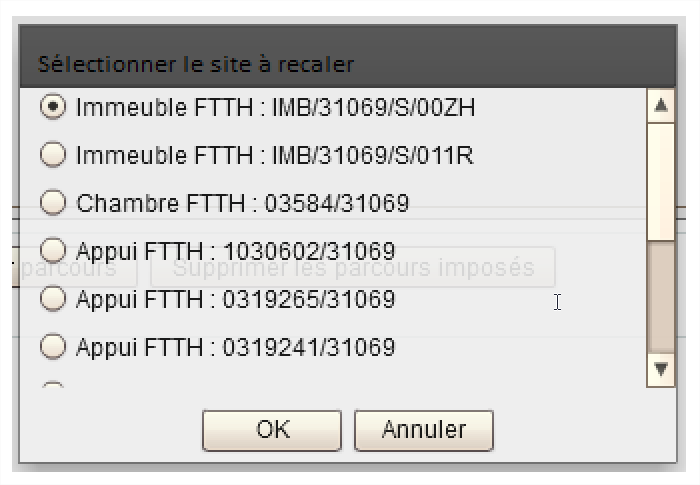 Sélectionner le site à recaler
Immeuble FTTH : IMB/31069/S/00ZH
Immeuble FTTH : IMB/31069/S/011R
Chambre FTTH : 03584/31069
Appui FTTH : 1030602/31069
parcours Supprimer les parcours imposés
Appui FTTH : 0319265/31069
Appui FTTH : 0319241/31069
OK Annuler